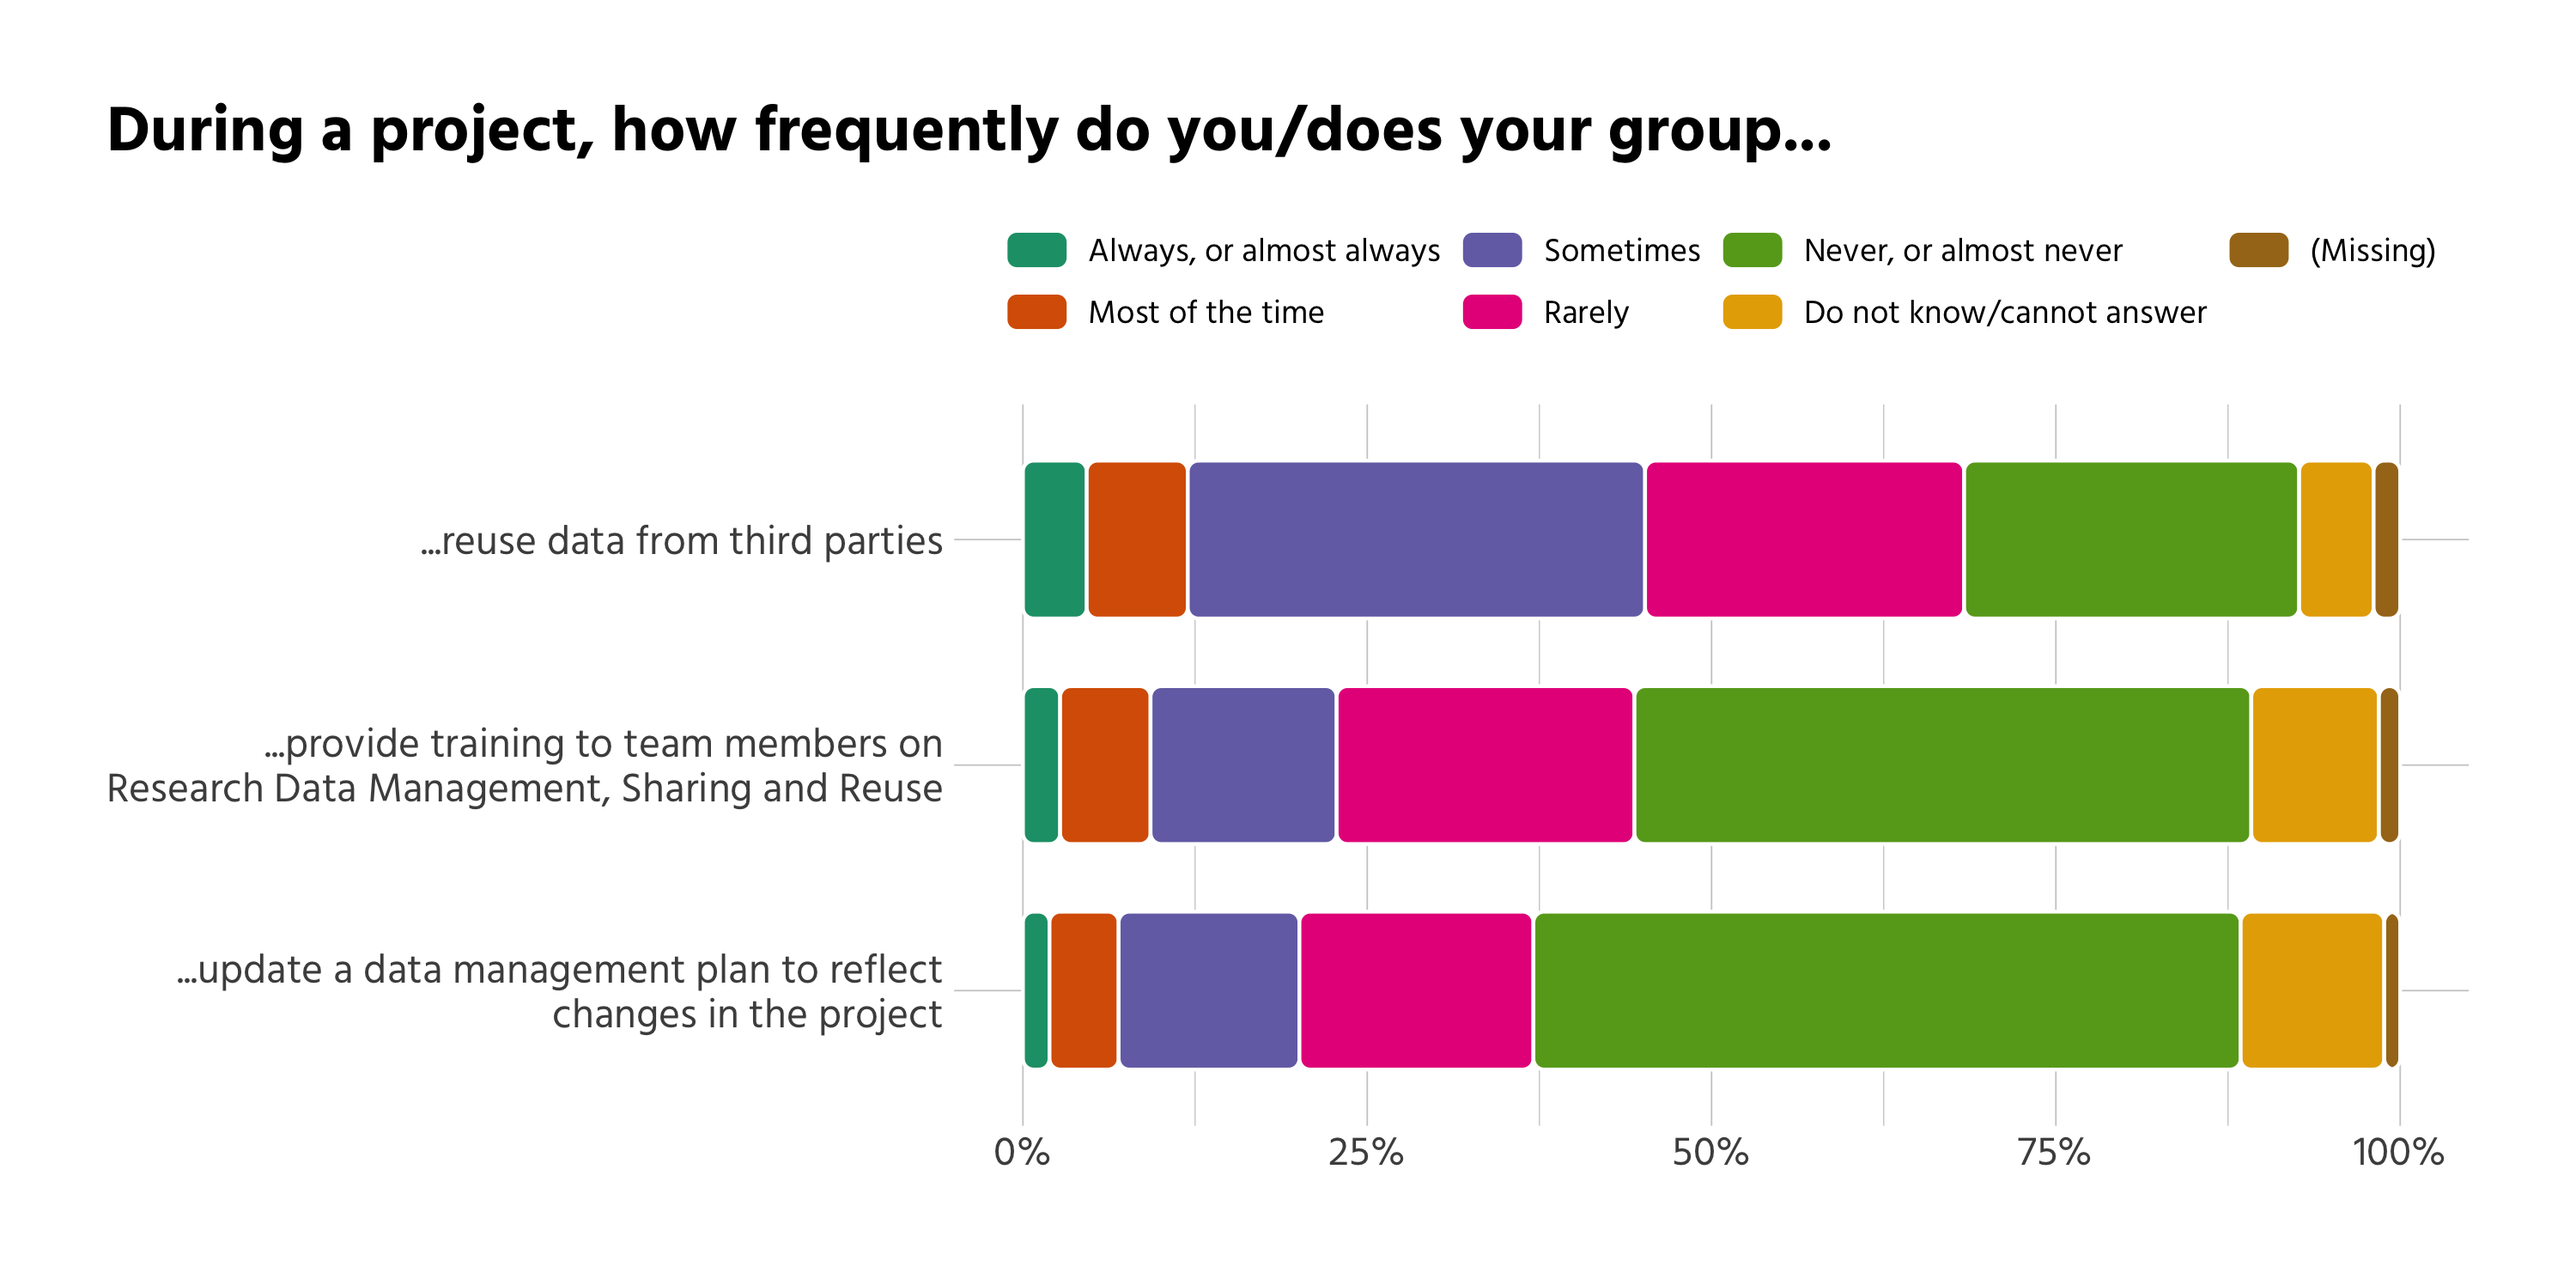 During a project, how frequently do you/does your group...
Always, or almost always
Sometimes
Never, or almost never
(Missing)
Most of the time
Rarely
Do not know/cannot answer
...reuse data from third parties
...provide training to team members on
Research Data Management, Sharing and Reuse
...update a data management plan to reflect
changes in the project
0%
25%
50%
75%
100%